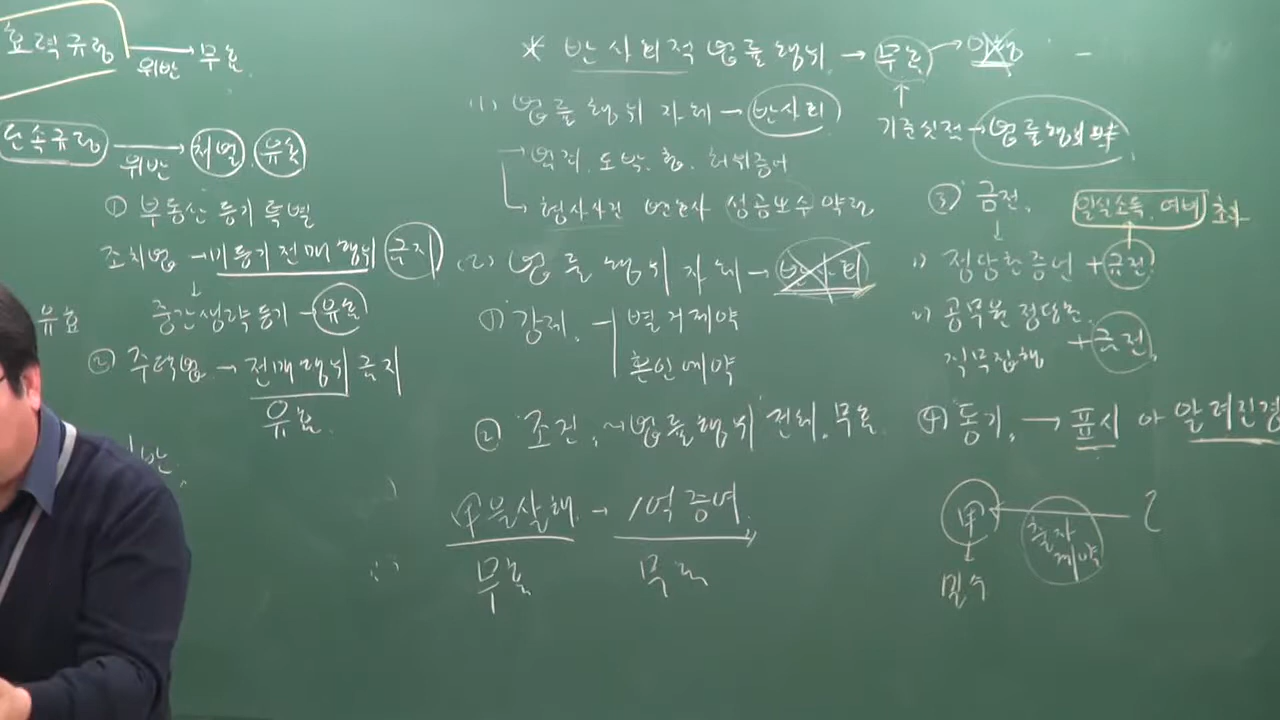 효력규정 위반 → 무효
단속규정 위반 → 처벌, 유효
① 부동산 등기 특별
조치법 → 미등기 전매 행위 금지
↓
중간생략등기 → 유효
유효
② 주택법 → 전매행위 금지
유효
* 반사회적 법률행위 → 무효 →
(1) 법률행위 자체 → 반사회
↑
기준시점 → 법률행위
→ 도박, 허위증언
→ 형사사건 변호사 성공보수약정
(2) 법률행위 자체 → 반사회
① 강제, 별거계약
혼인예약
② 조건, ~ 법률행위 전체, 무효
甲을 살해 → 1억 증여
무효 무효
③ 금전, 일실소득, 여비 초과
↓
1) 정당한 증언 + 금전
2) 공무원 정당한
직무집행 + 금전
④ 동기, → 표시 or 알려진경
甲 ← 乙
출자
계약
↓
밀수